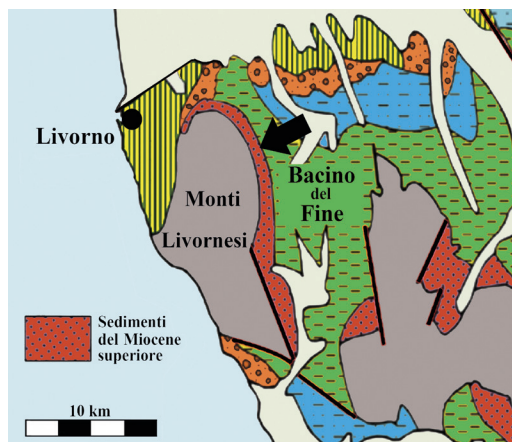 Livorno
Bacino
del
Fine
Monti
Livornesi
Sedimenti
del Miocene
superiore
10 km